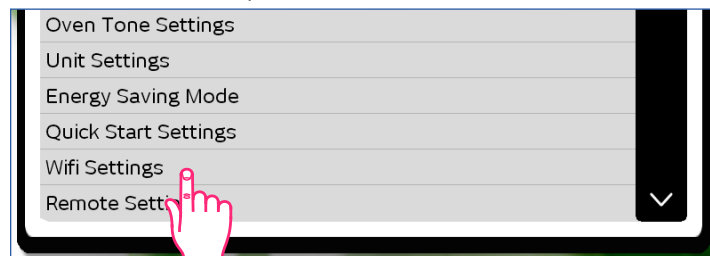 Oven Tone Settings
Unit Settings
Energy Saving Mode
Quick Start Settings
Wifi Settings
Remote Setti